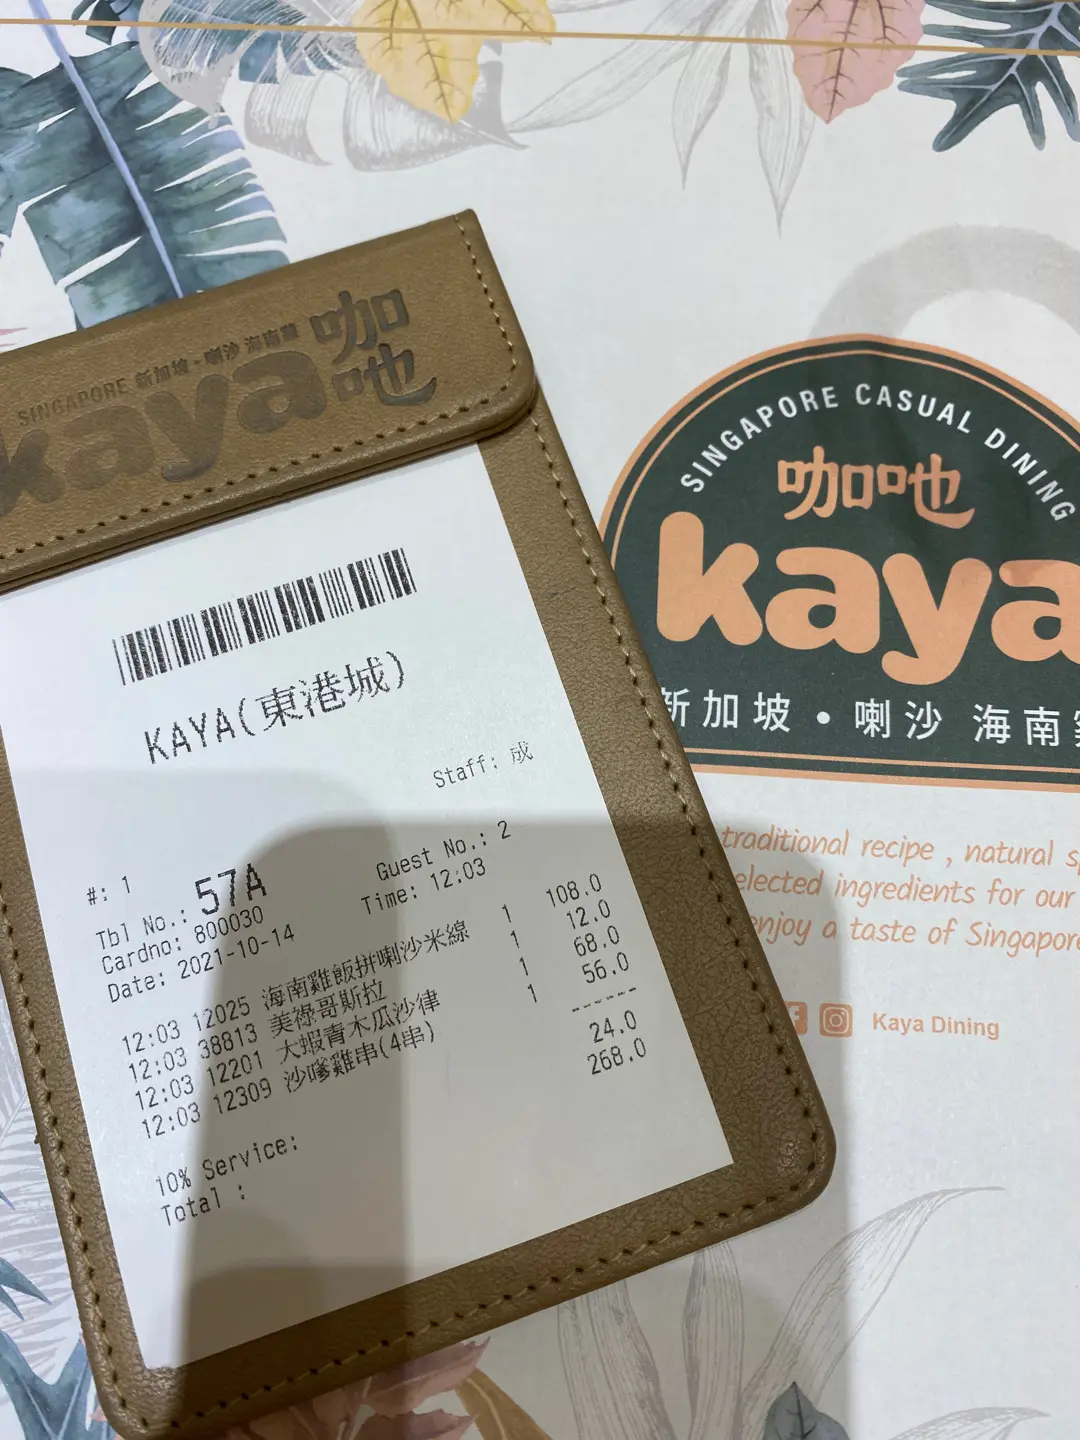 SINGAPORE 新加坡 - 喇沙 海南雞
kaya 咖吔
KAYA(東港城)
Staff: 成
#: 1
Tbl No.: 57A
Guest No.: 2
Cardno: 800030
Time: 12:03
Date: 2021-10-14
12:03 12025 海南雞飯拼喇沙米線 1 108.0
12:03 38813 美祿哥斯拉 1 12.0
12:03 12201 大蝦青木瓜沙律 1 68.0
12:03 12309 沙嗲雞串(4串) 1 56.0
------
10% Service: 24.0
Total : 268.0
SINGAPORE CASUAL DINING
咖吔
kaya
新加坡・喇沙 海南
traditional recipe , natural
selected ingredients for our
enjoy a taste of Singapore
Kaya Dining